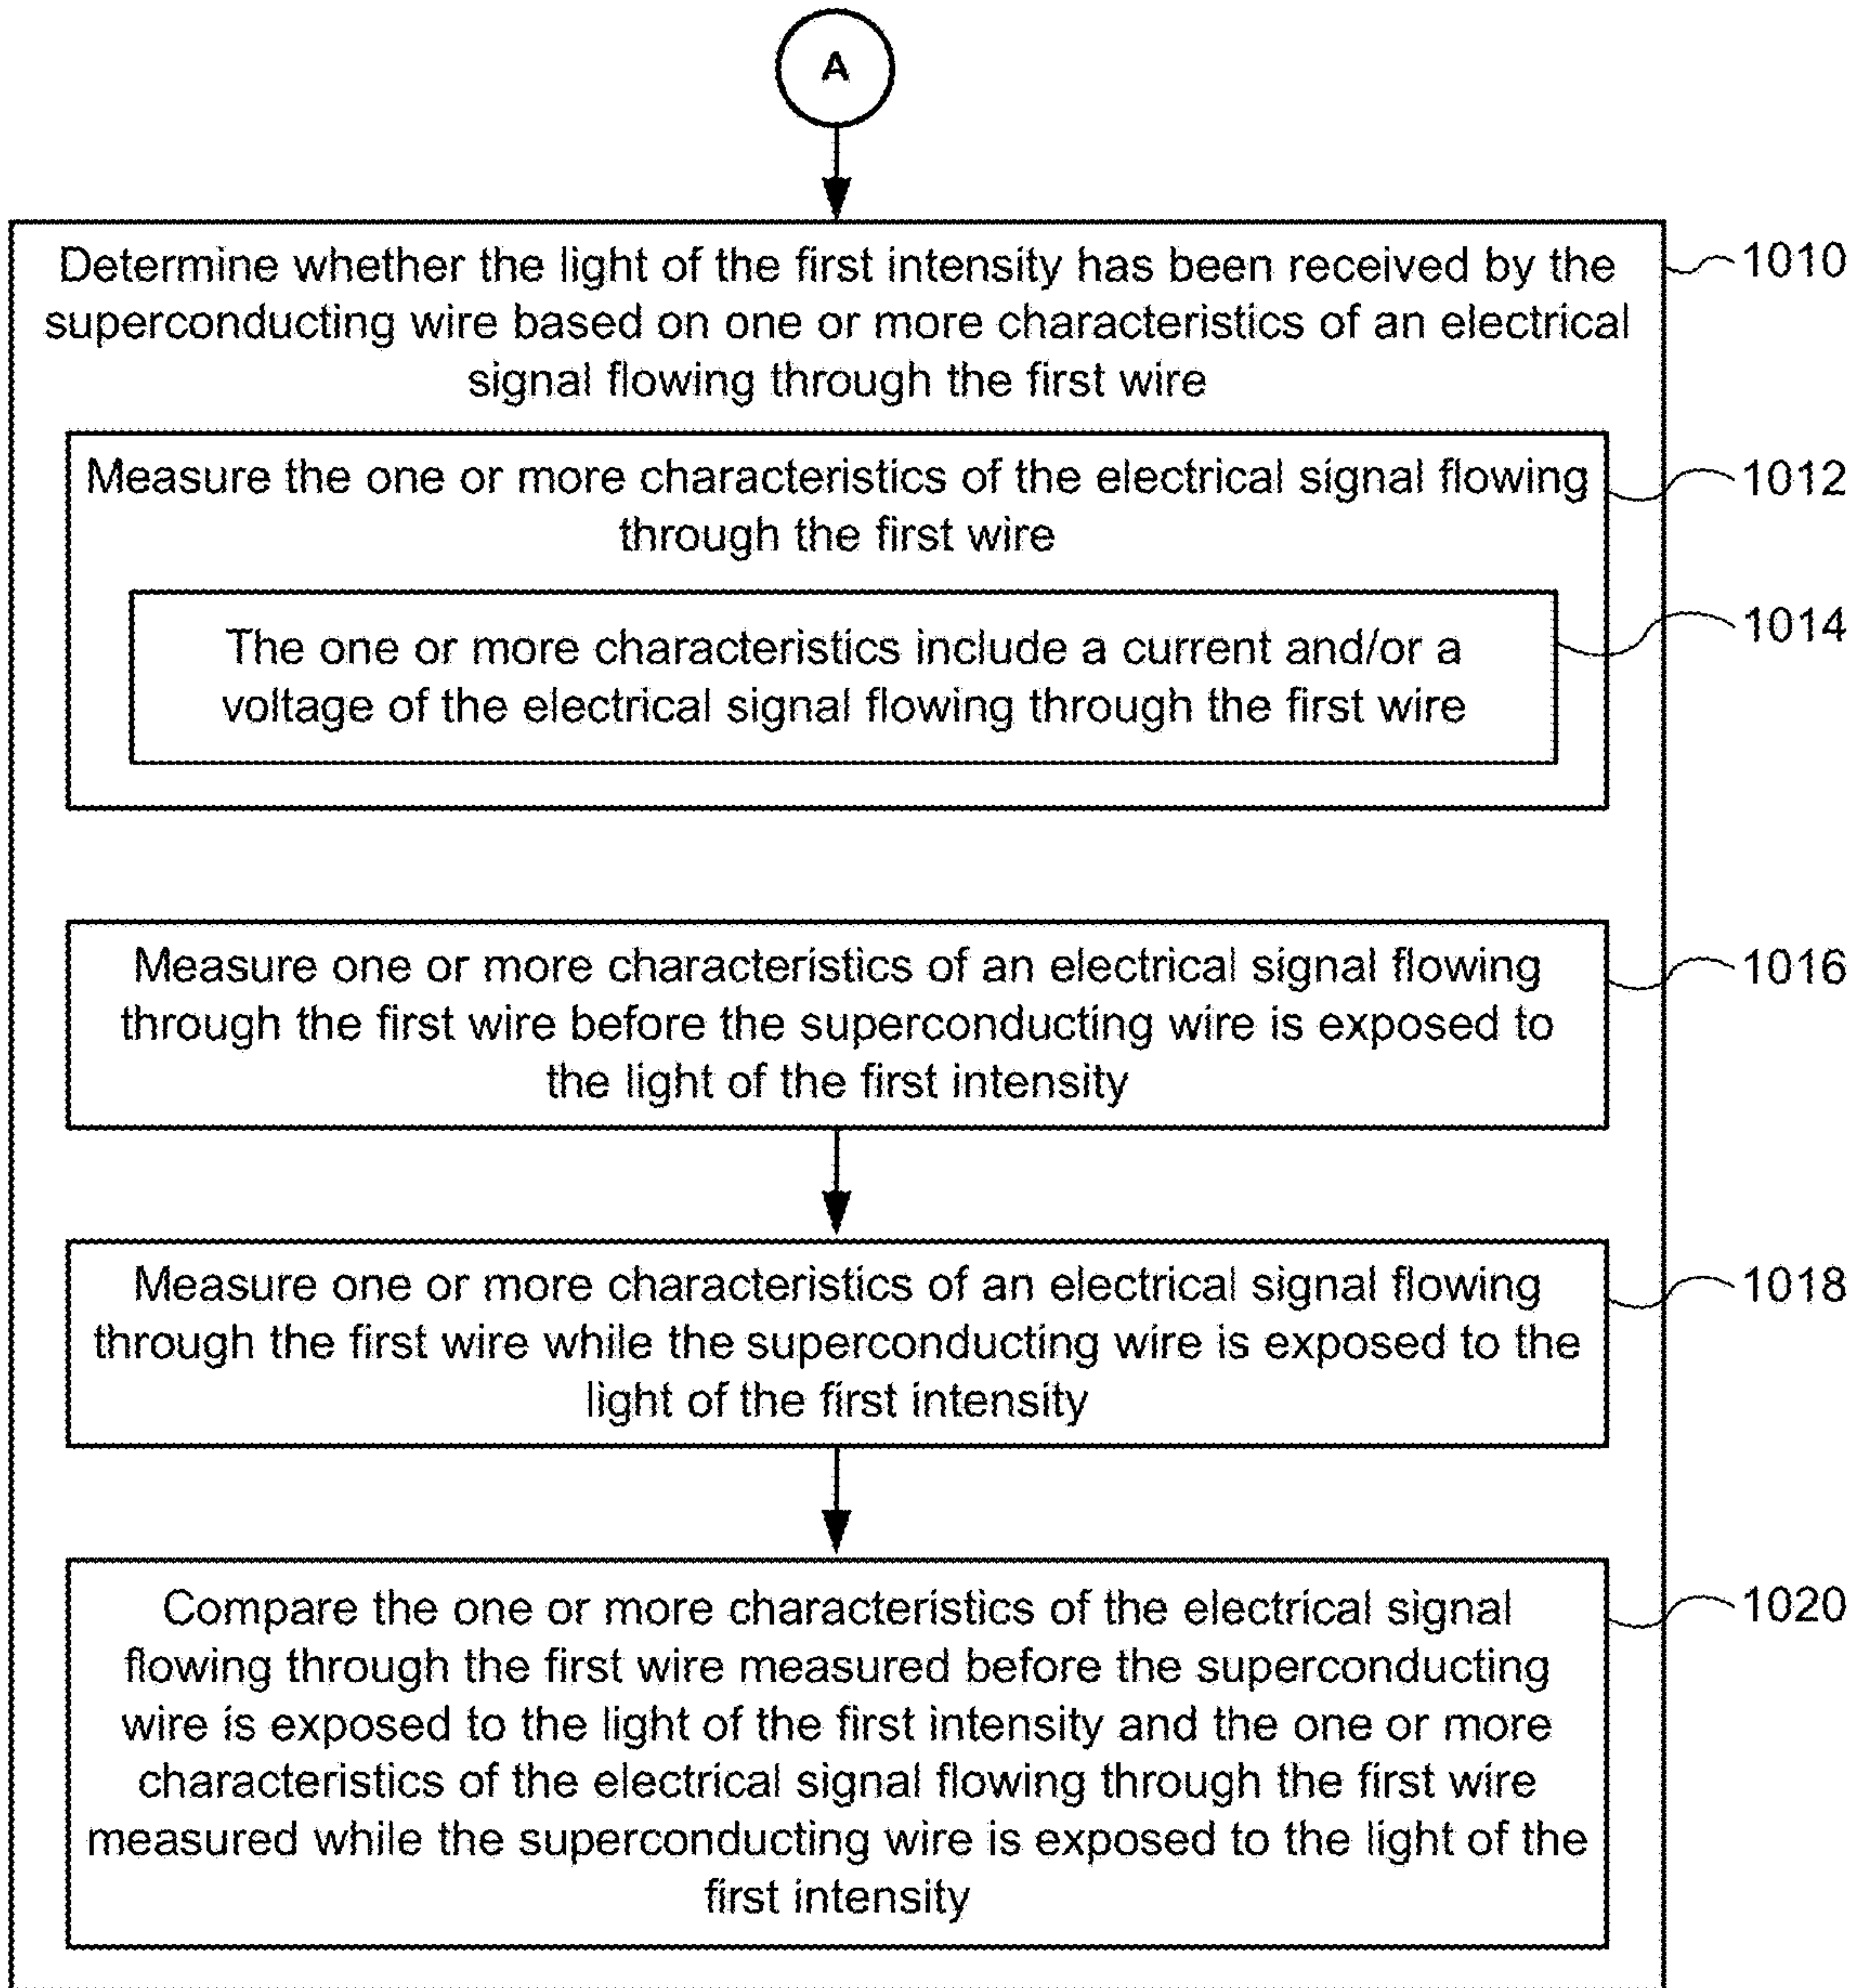 A
Determine whether the light of the first intensity has been received by the
superconducting wire based on one or more characteristics of an electrical
signal flowing through the first wire
1010
Measure the one or more characteristics of the electrical signal flowing
through the first wire
1012
The one or more characteristics include a current and/or a
voltage of the electrical signal flowing through the first wire
1014
Measure one or more characteristics of an electrical signal flowing
through the first wire before the superconducting wire is exposed to
the light of the first intensity
1016
Measure one or more characteristics of an electrical signal flowing
through the first wire while the superconducting wire is exposed to the
light of the first intensity
1018
Compare the one or more characteristics of the electrical signal
flowing through the first wire measured before the superconducting
wire is exposed to the light of the first intensity and the one or more
characteristics of the electrical signal flowing through the first wire
measured while the superconducting wire is exposed to the light of the
first intensity
1020